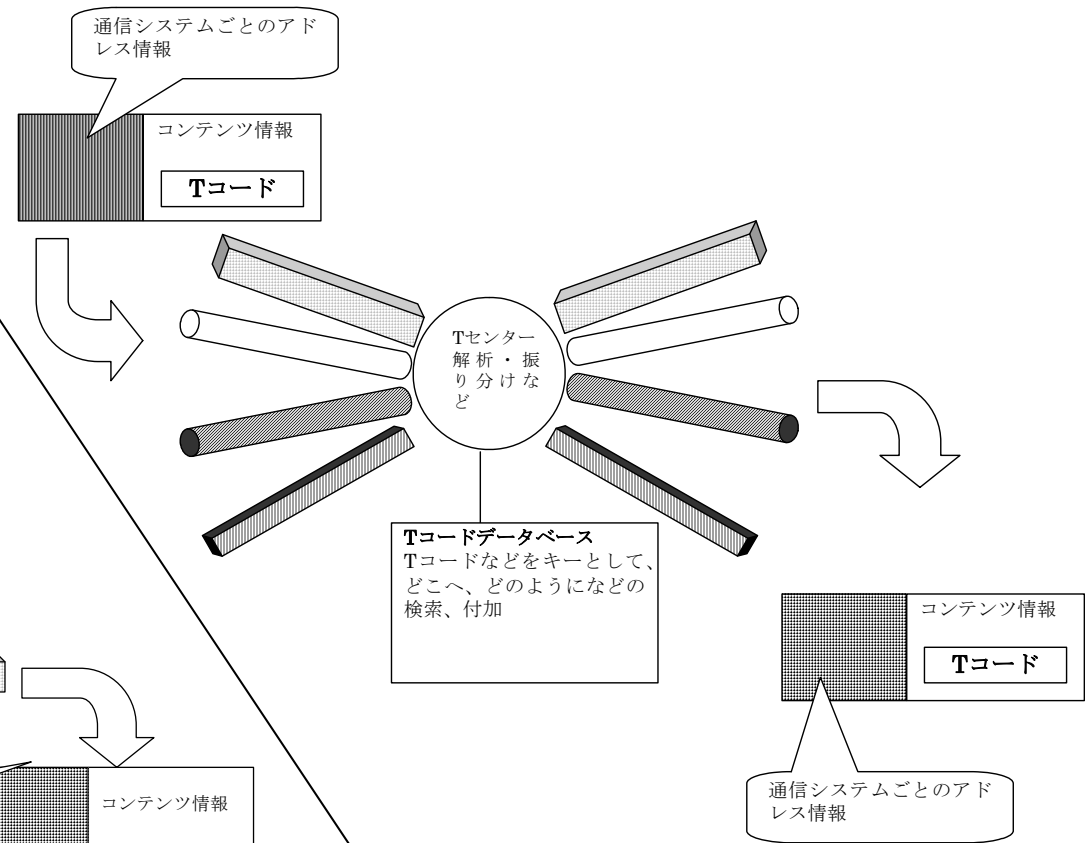 通信システムごとのアド
レス情報
コンテンツ情報
Tコード
Tセンター
解析・振
り分けな
ど
Tコードデータベース
Tコードなどをキーとして、
どこへ、どのようになどの
検索、付加
コンテンツ情報
Tコード
通信システムごとのアド
レス情報
コンテンツ情報